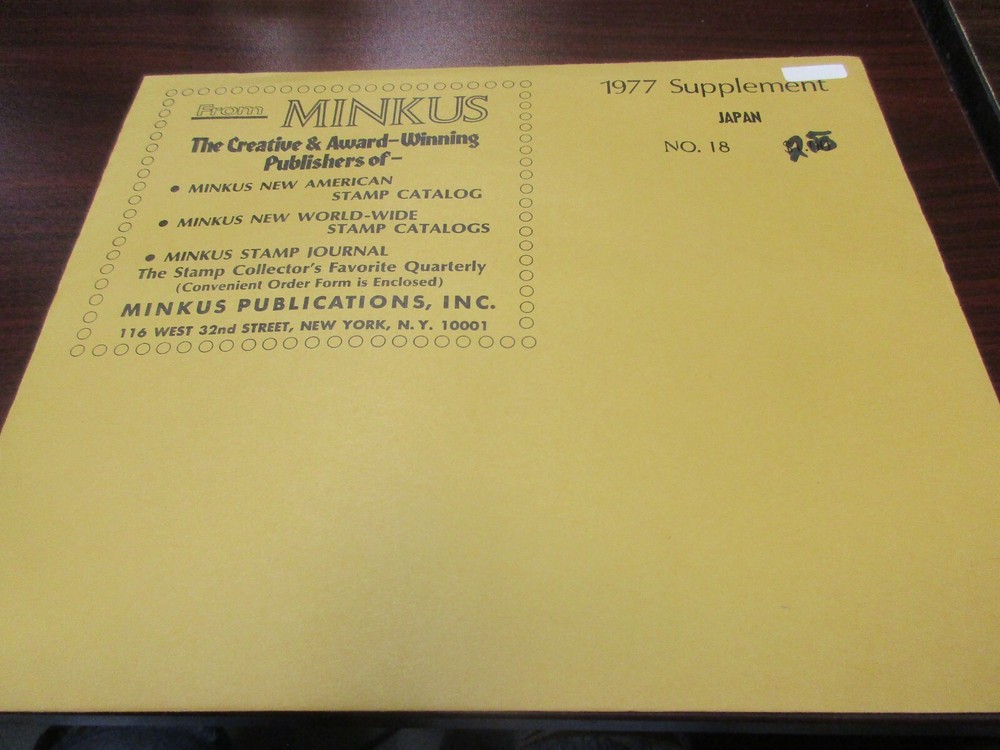 From MINKUS
The Creative & Award-Winning
Publishers of-
• MINKUS NEW AMERICAN
STAMP CATALOG
• MINKUS NEW WORLD-WIDE
STAMP CATALOGS
• MINKUS STAMP JOURNAL
The Stamp Collector's Favorite Quarterly
(Convenient Order Form is Enclosed)
MINKUS PUBLICATIONS, INC.
116 WEST 32nd STREET, NEW YORK, N.Y. 10001
1977 Supplement
JAPAN
NO. 18